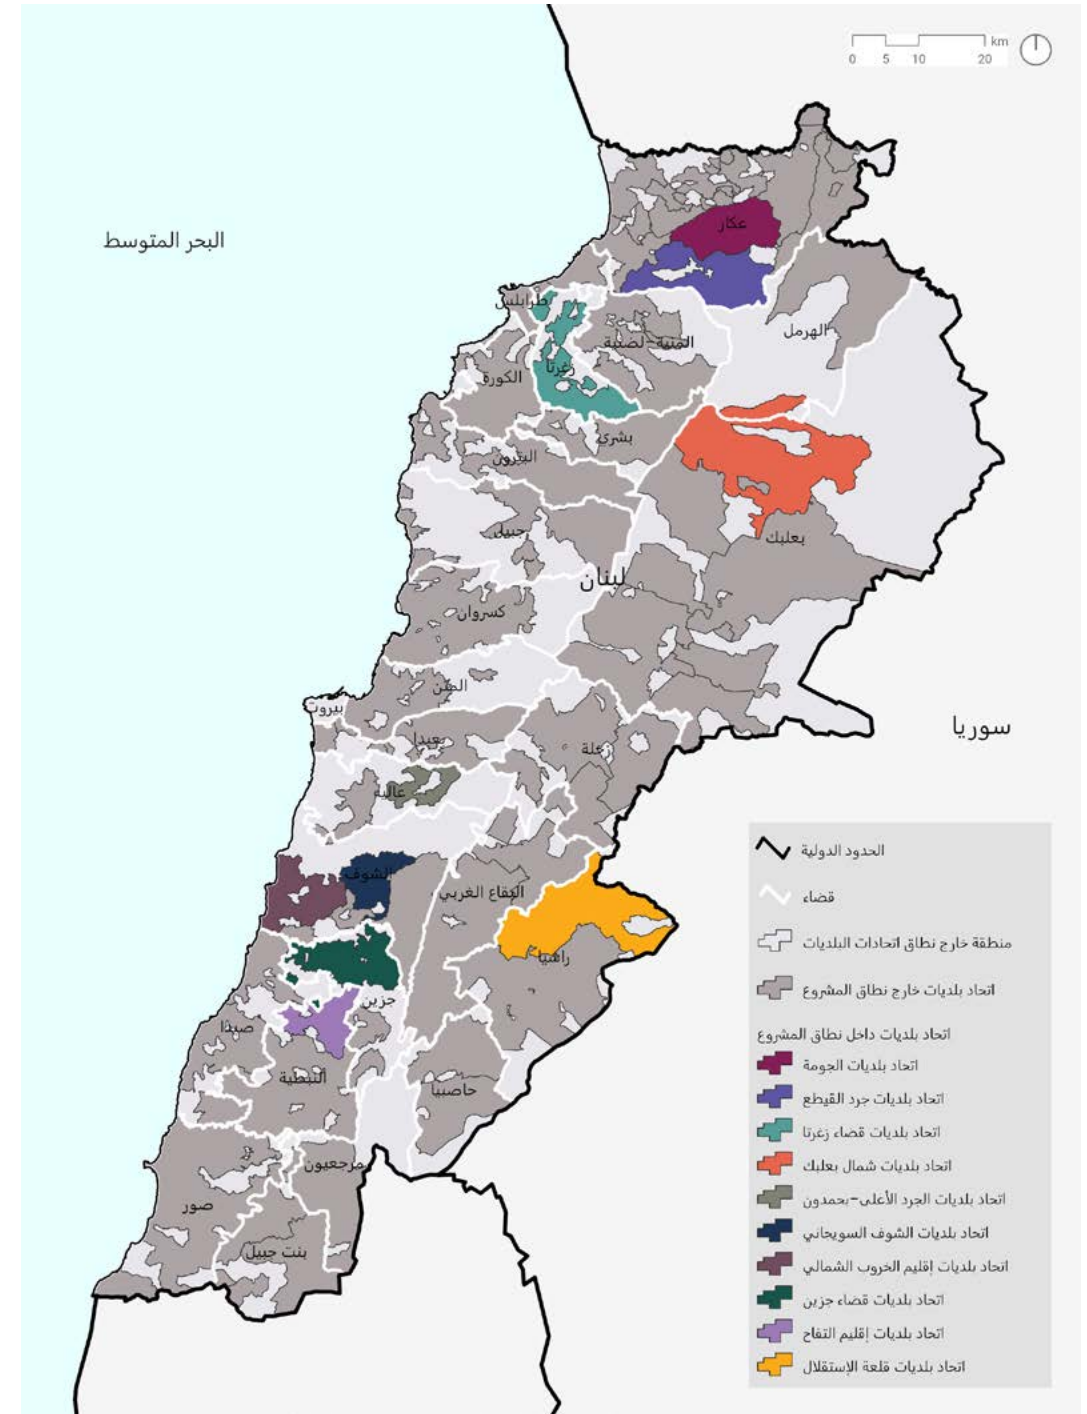 km
0 5 10 20
البحر المتوسط
عكار
طرابلس
الهرمل
المنية-لضنية
زغرتا
الكورة
بشري
البترون
جبيل
بعلبك
لبنان
كسروان
المتن
بيروت
سوريا
بعبدا
زحلة
عاليه
الشوف
البقاع الغربي
راشيا
جزين
صيدا
النبطية
حاصبيا
مرجعيون
صور
بنت جبيل
الحدود الدولية
قضاء
منطقة خارج نطاق اتحادات البلديات
اتحاد بلديات خارج نطاق المشروع
اتحاد بلديات داخل نطاق المشروع
اتحاد بلديات الجومة
اتحاد بلديات جرد القيطع
اتحاد بلديات قضاء زغرتا
اتحاد بلديات شمال بعلبك
اتحاد بلديات الجرد الأعلى-بحمدون
اتحاد بلديات الشوف السويجاني
اتحاد بلديات إقليم الخروب الشمالي
اتحاد بلديات قضاء جزين
اتحاد بلديات إقليم التفاح
اتحاد بلديات قلعة الإستقلال